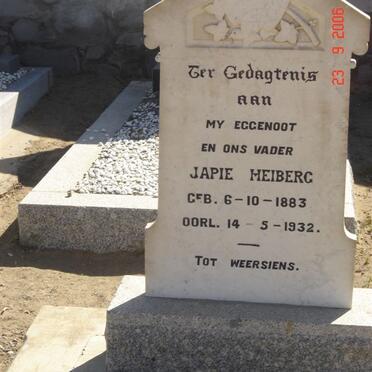 Ter Gedagtenis
aan
MY EGGENOOT
EN ONS VADER
JAPIE HEIBERG
GEB. 6-10-1883
OORL. 14-5-1932.
TOT WEERSIENS.
23 9 2006